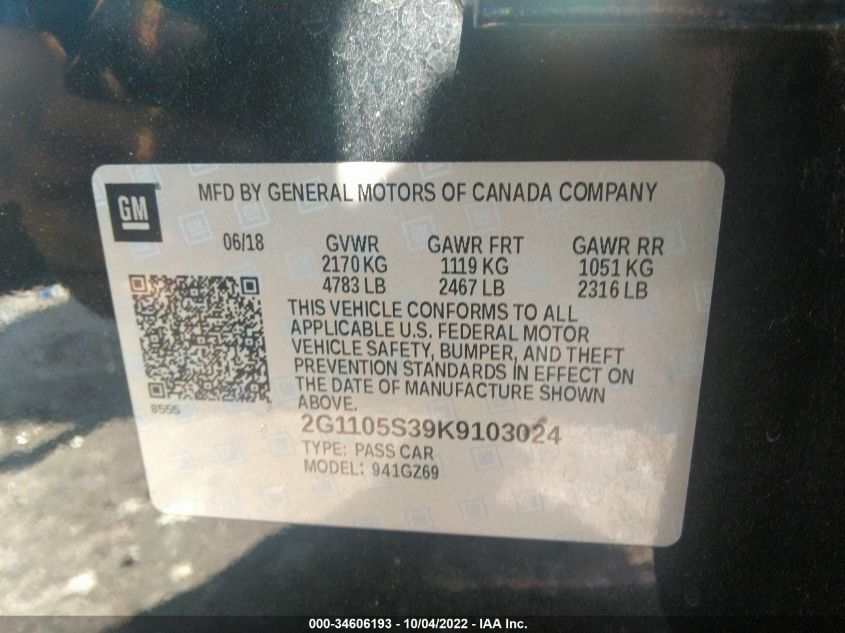 GM
MFD BY GENERAL MOTORS OF CANADA COMPANY
06/18 GVWR GAWR FRT GAWR RR
2170 KG 1119 KG 1051 KG
4783 LB 2467 LB 2316 LB
THIS VEHICLE CONFORMS TO ALL
APPLICABLE U.S. FEDERAL MOTOR
VEHICLE SAFETY, BUMPER, AND THEFT
PREVENTION STANDARDS IN EFFECT ON
THE DATE OF MANUFACTURE SHOWN
ABOVE.
8555
2G1105S39K9103024
TYPE: PASS CAR
MODEL: 941GZ69
000-34606193 - 10/04/2022 - IAA Inc.